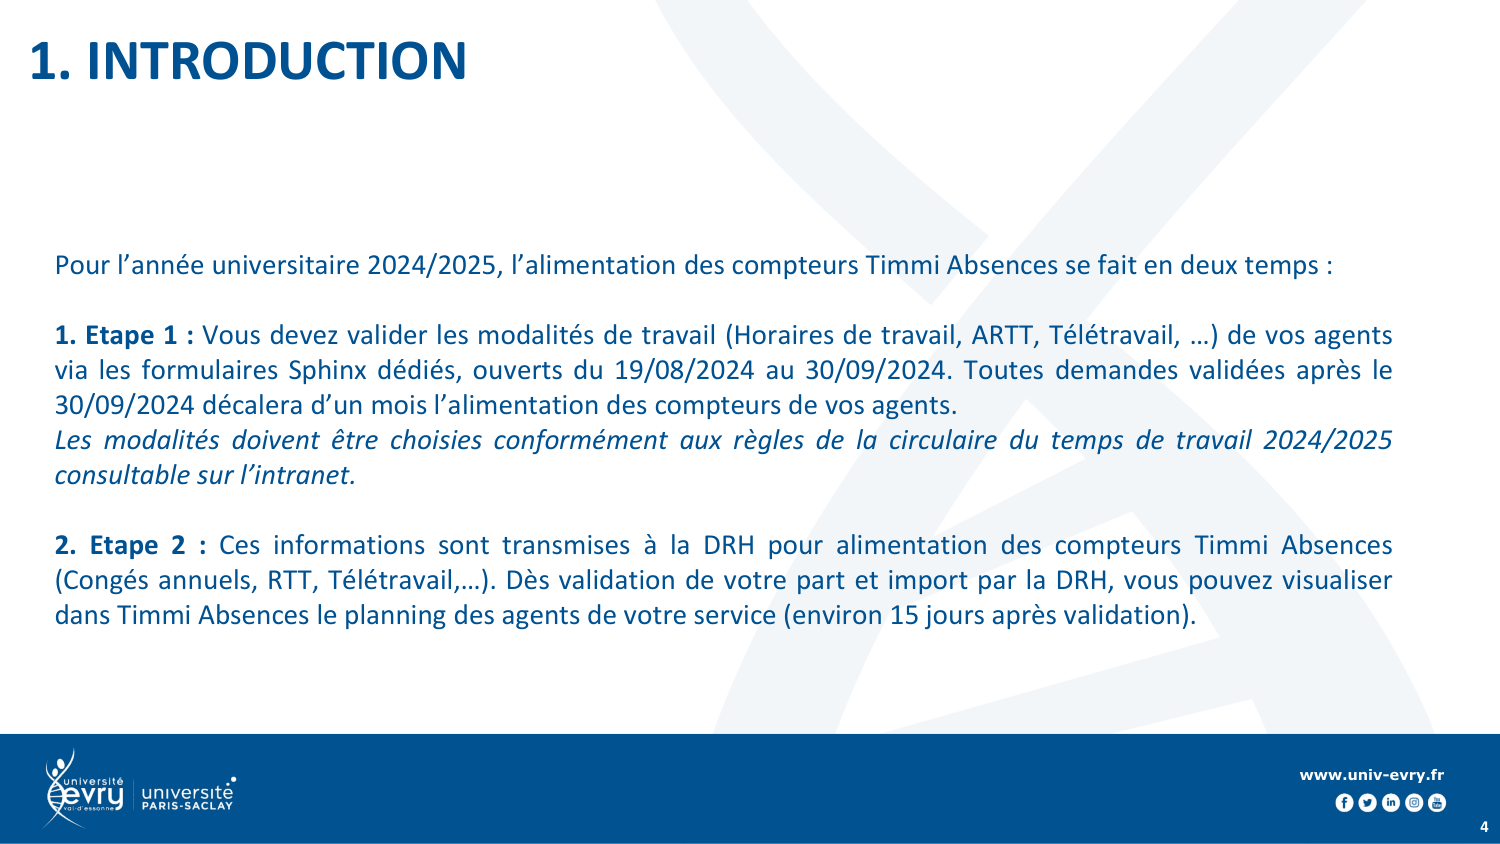 1. INTRODUCTION
Pour l’année universitaire 2024/2025, l’alimentation des compteurs Timmi Absences se fait en deux temps :
1. Etape 1 : Vous devez valider les modalités de travail (Horaires de travail, ARTT, Télétravail, …) de vos agents
via les formulaires Sphinx dédiés, ouverts du 19/08/2024 au 30/09/2024. Toutes demandes validées après le
30/09/2024 décalera d’un mois l’alimentation des compteurs de vos agents.
Les modalités doivent être choisies conformément aux règles de la circulaire du temps de travail 2024/2025
consultable sur l’intranet.
2. Etape 2 : Ces informations sont transmises à la DRH pour alimentation des compteurs Timmi Absences
(Congés annuels, RTT, Télétravail,…). Dès validation de votre part et import par la DRH, vous pouvez visualiser
dans Timmi Absences le planning des agents de votre service (environ 15 jours après validation).
université
evry
val-d'essonne
université
PARIS-SACLAY
www.univ-evry.fr
4